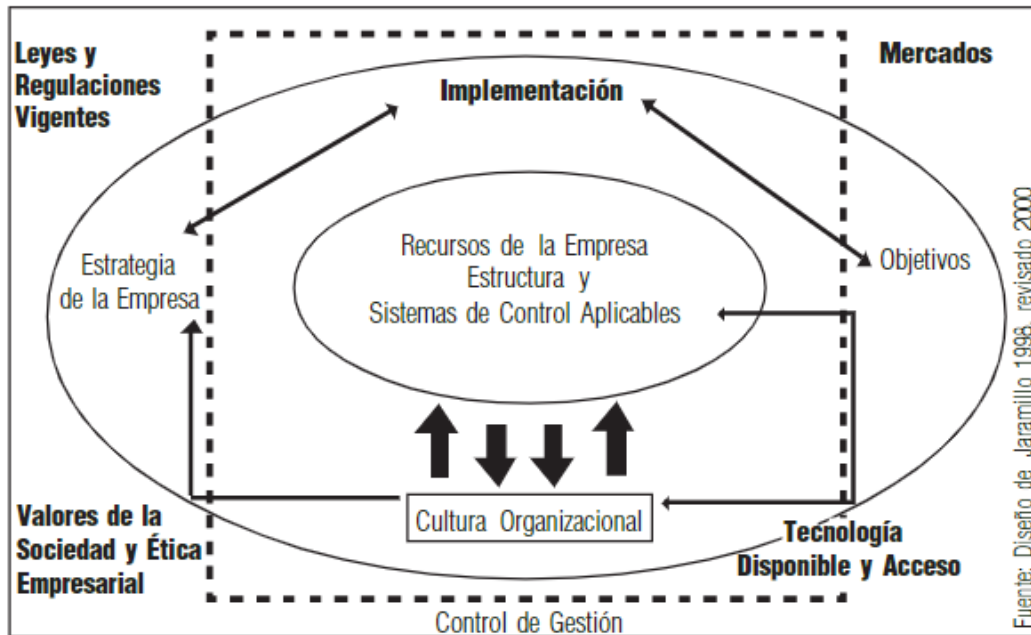 Leyes y
Regulaciones
Vigentes
Implementación
Mercados
Estrategia
de la Empresa
Recursos de la Empresa
Estructura y
Sistemas de Control Aplicables
Objetivos
Cultura Organizacional
Valores de la
Sociedad y Ética
Empresarial
Tecnología
Disponible y Acceso
Control de Gestión
Fuente: Diseño de Jaramillo 1998, revisado 2000